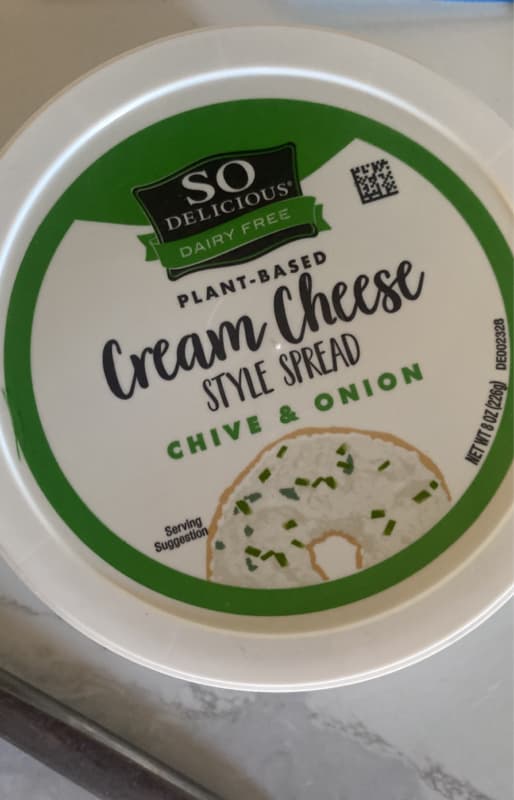 SO
DELICIOUS®
DAIRY FREE
PLANT-BASED
Cream Cheese
STYLE SPREAD
CHIVE & ONION
Serving
Suggestion
NET WT 8 OZ (226g) DE002328